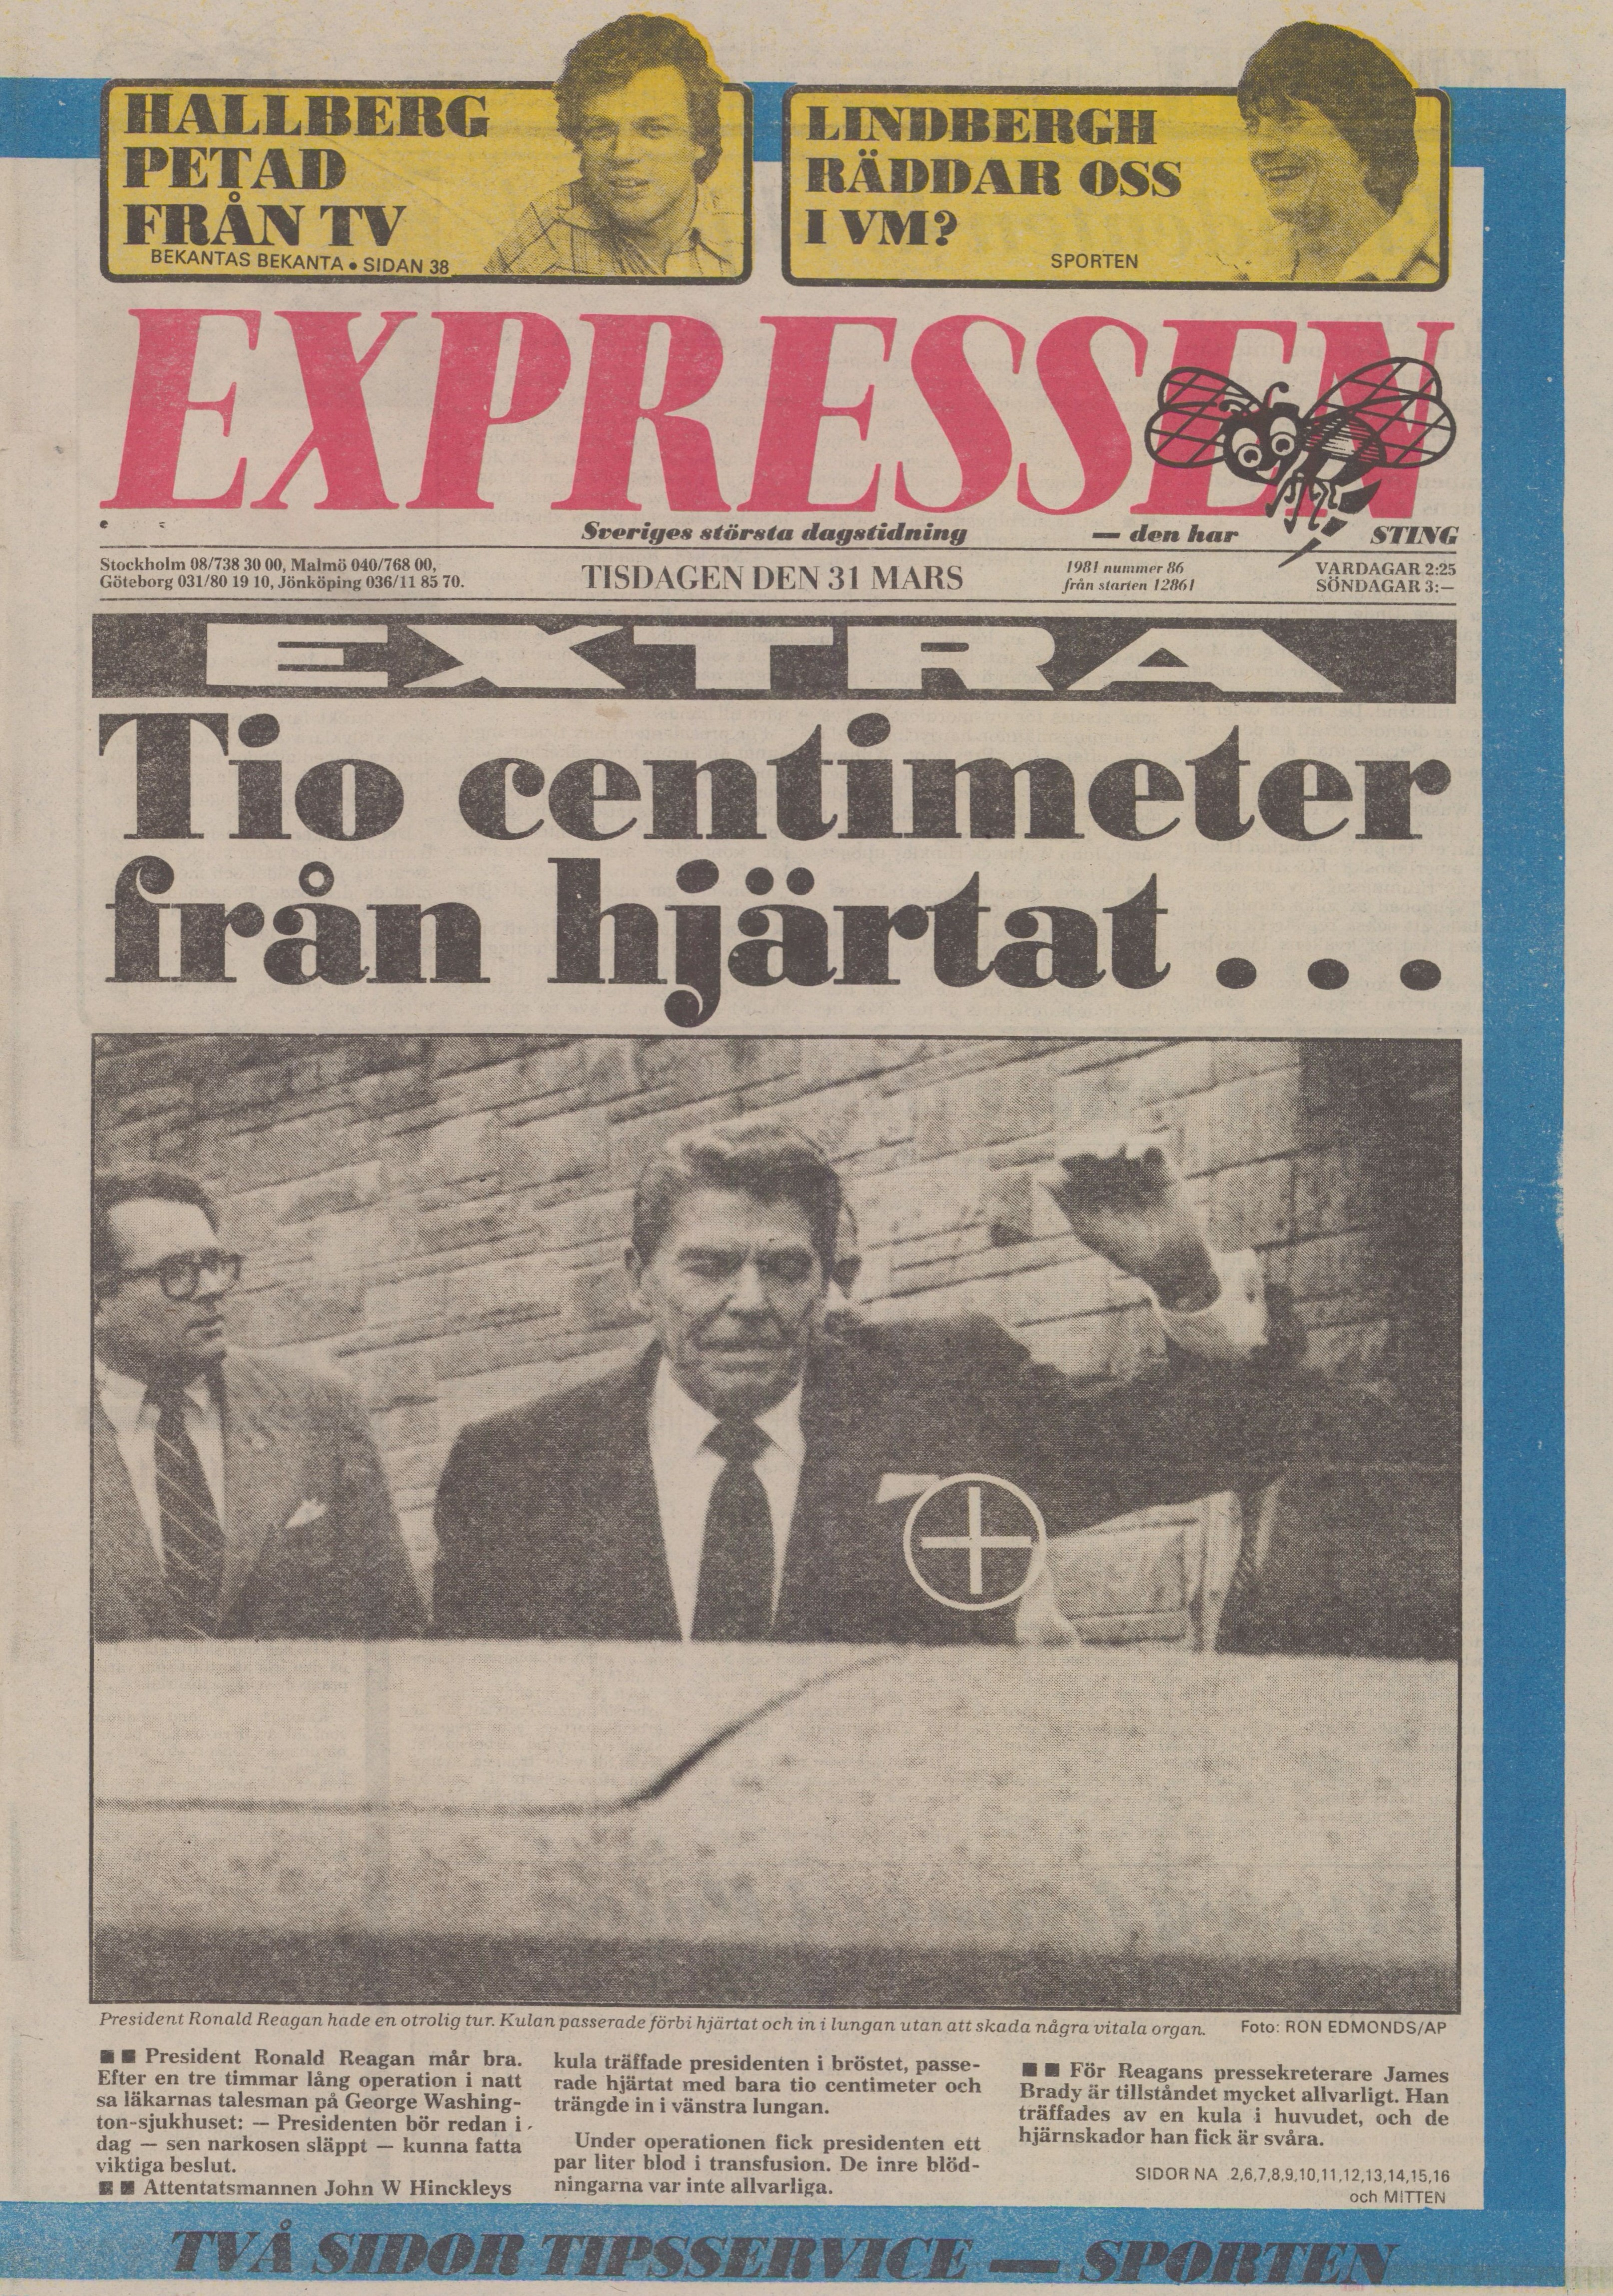 HALLBERG
PETAD
FRÅN TV
BEKANTAS BEKANTA • SIDAN 38
LINDBERGH
RÄDDAR OSS
I VM?
SPORTEN
EXPRESSEN
Sveriges största dagstidning — den har STING
Stockholm 08/738 30 00, Malmö 040/768 00,
Göteborg 031/80 19 10, Jönköping 036/11 85 70.
TISDAGEN DEN 31 MARS
1981 nummer 86
från starten 12861
VARDAGAR 2:25
SÖNDAGAR 3:—
EXTRA
Tio centimeter
från hjärtat . . .
President Ronald Reagan hade en otrolig tur. Kulan passerade förbi hjärtat och in i lungan utan att skada några vitala organ. Foto: RON EDMONDS/AP
■ ■ President Ronald Reagan mår bra.
Efter en tre timmar lång operation i natt
sa läkarnas talesman på George Washing-
ton-sjukhuset: — Presidenten bör redan i
dag — sen narkosen släppt — kunna fatta
viktiga beslut.
■ ■ Attentatsmannen John W Hinckleys
kula träffade presidenten i bröstet, passe-
rade hjärtat med bara tio centimeter och
trängde in i vänstra lungan.
Under operationen fick presidenten ett
par liter blod i transfusion. De inre blöd-
ningarna var inte allvarliga.
■ ■ För Reagans pressekreterare James
Brady är tillståndet mycket allvarligt. Han
träffades av en kula i huvudet, och de
hjärnskador han fick är svåra.
SIDORNA 2,6,7,8,9,10,11,12,13,14,15,16
och MITTEN
TVÅ SIDOR TIPSSERVICE — SPORTEN